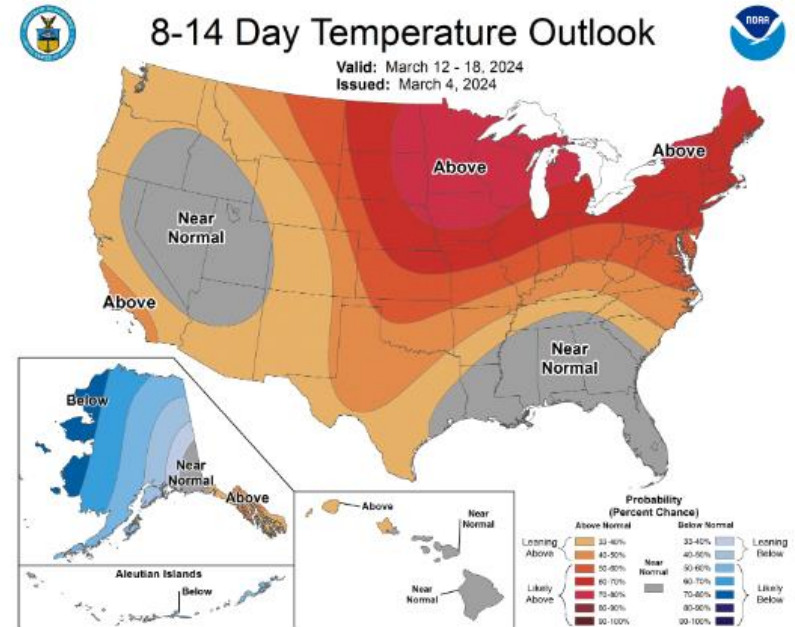 8-14 Day Temperature Outlook
NOAA
Valid: March 12 - 18, 2024
Issued: March 4, 2024
Above
Above
Near
Normal
Above
Near
Normal
Below
Near
Normal
Above
Aleutian Islands
Below
Above
Near
Normal
Near
Normal
Probability
(Percent Chance)
Above Normal
Below Normal
Leaning
Above
33-40%
40-50%
Likely
Above
50-60%
60-70%
70-80%
80-90%
90-100%
Near
Normal
33-40%
40-50%
Leaning
Below
50-60%
60-70%
70-80%
80-90%
90-100%
Likely
Below